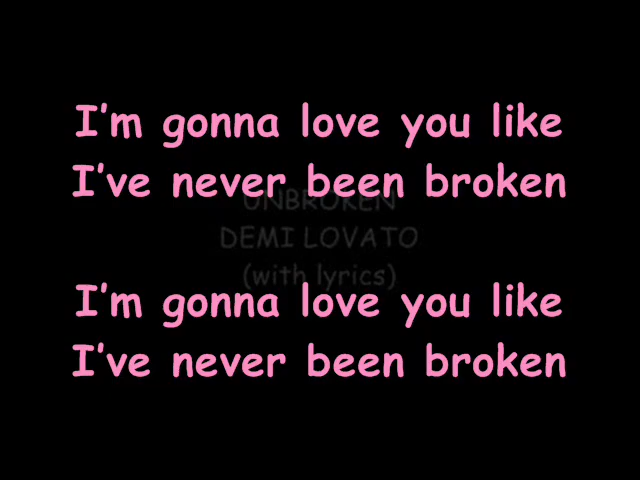 I'm gonna love you like
I've never been broken
UNBROKEN
DEMI LOVATO
(with lyrics)
I'm gonna love you like
I've never been broken